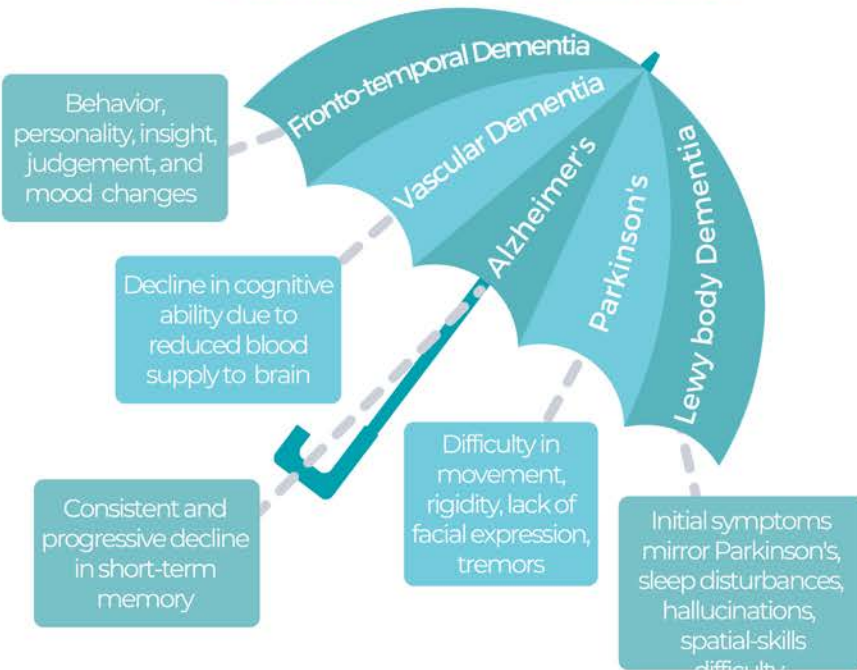 Fronto-temporal Dementia
Vascular Dementia
Alzheimer's
Parkinson's
Lewy body Dementia
Behavior,
personality, insight,
judgement, and
mood changes
Decline in cognitive
ability due to
reduced blood
supply to brain
Consistent and
progressive decline
in short-term
memory
Difficulty in
movement,
rigidity, lack of
facial expression,
tremors
Initial symptoms
mirror Parkinson's,
sleep disturbances,
hallucinations,
spatial-skills
difficulty